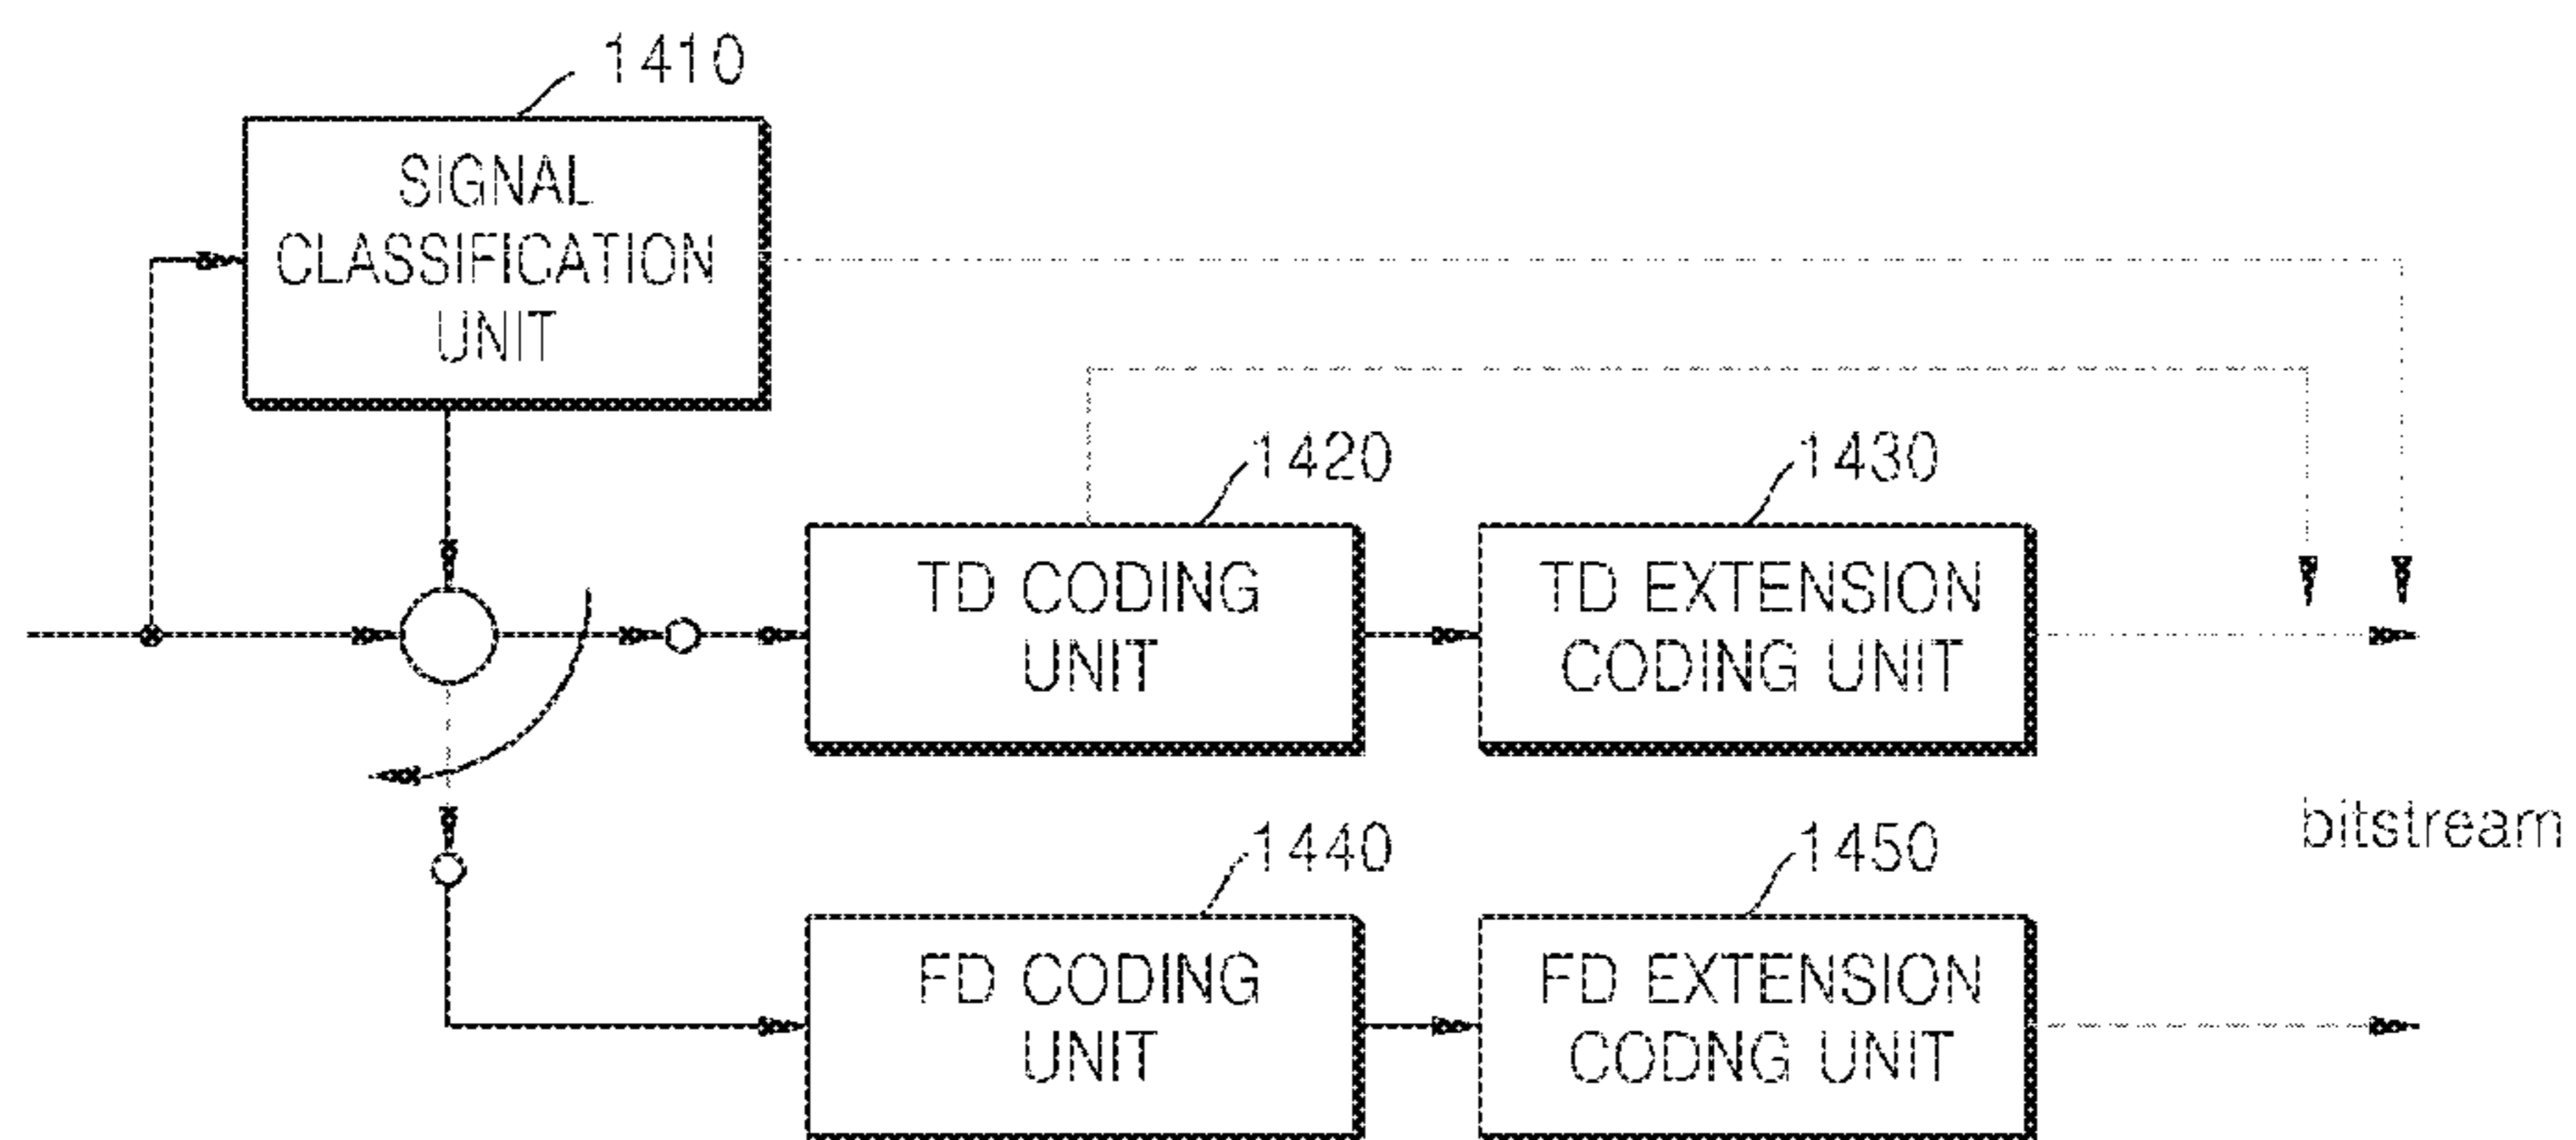 1410
SIGNAL
CLASSIFICATION
UNIT
1420
1430
TD CODING
UNIT
TD EXTENSION
CODING UNIT
bitstream
1440
1450
FD CODING
UNIT
FD EXTENSION
CODNG UNIT